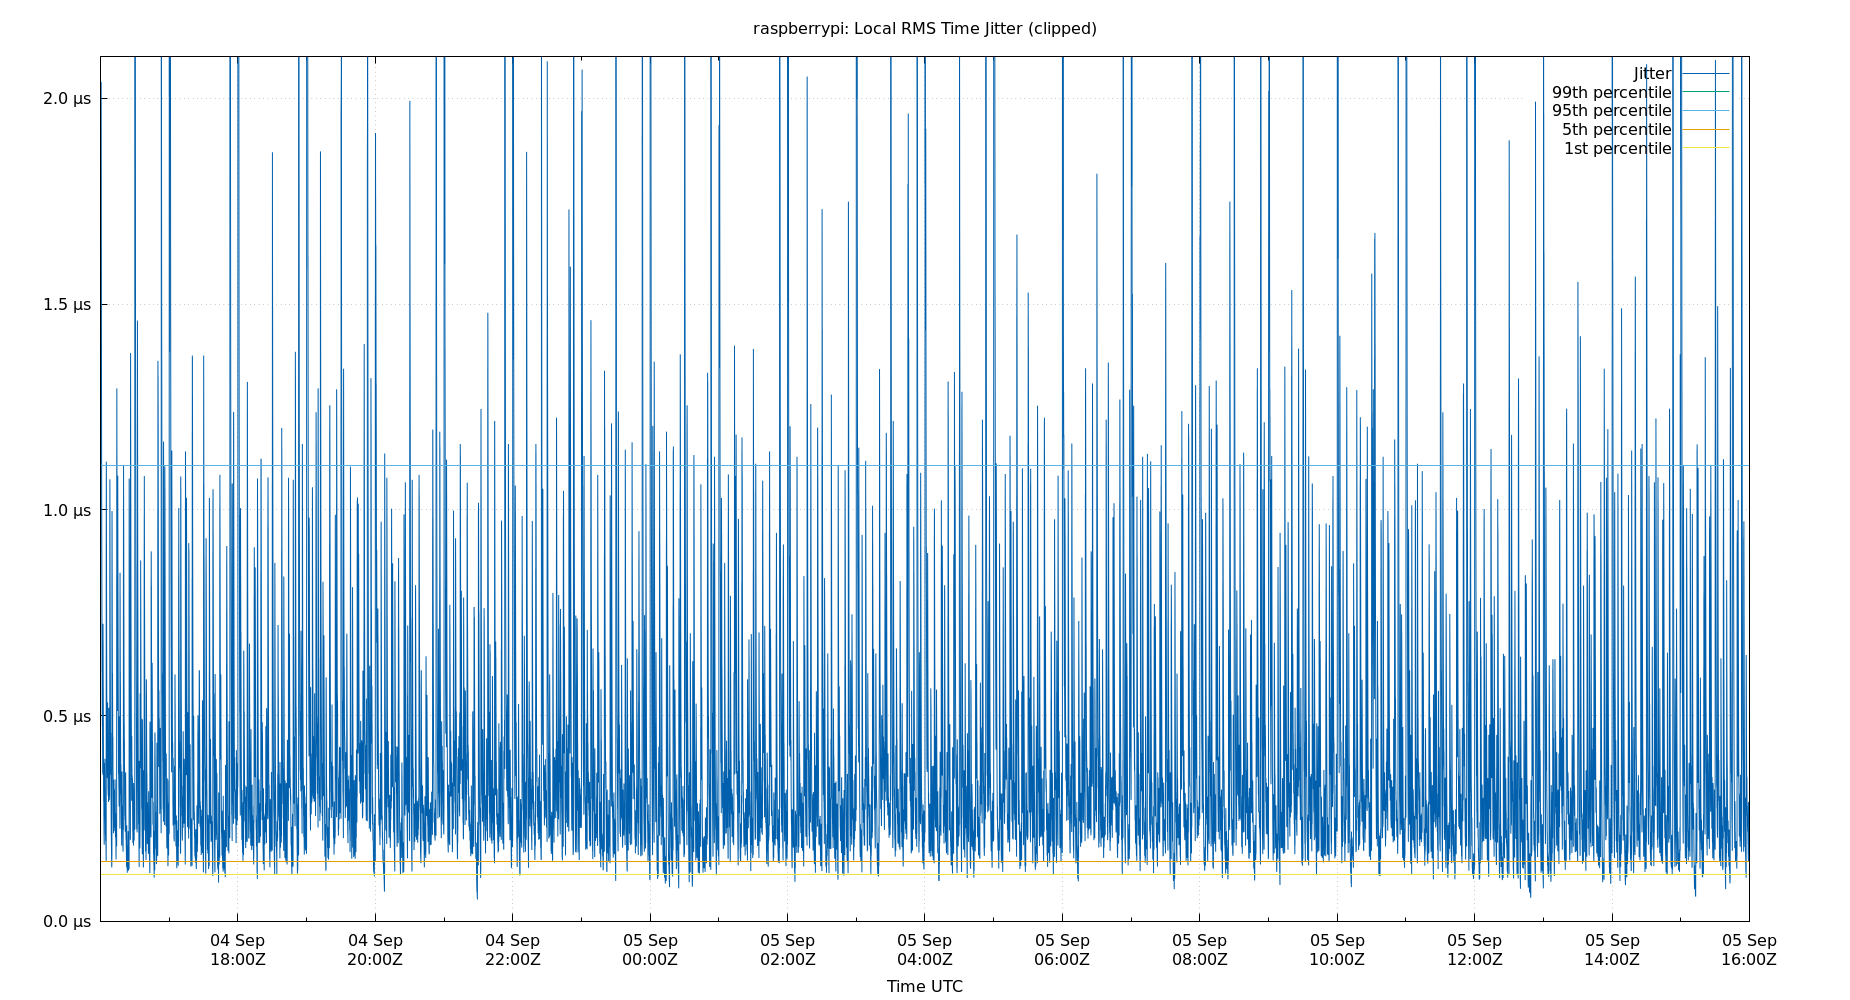 raspberrypi: Local RMS Time Jitter (clipped)
Jitter
99th percentile
95th percentile
5th percentile
1st percentile
2.0 µs
1.5 µs
1.0 µs
0.5 µs
0.0 µs
04 Sep
18:00Z
04 Sep
20:00Z
04 Sep
22:00Z
05 Sep
00:00Z
05 Sep
02:00Z
05 Sep
04:00Z
05 Sep
06:00Z
05 Sep
08:00Z
05 Sep
10:00Z
05 Sep
12:00Z
05 Sep
14:00Z
05 Sep
16:00Z
Time UTC